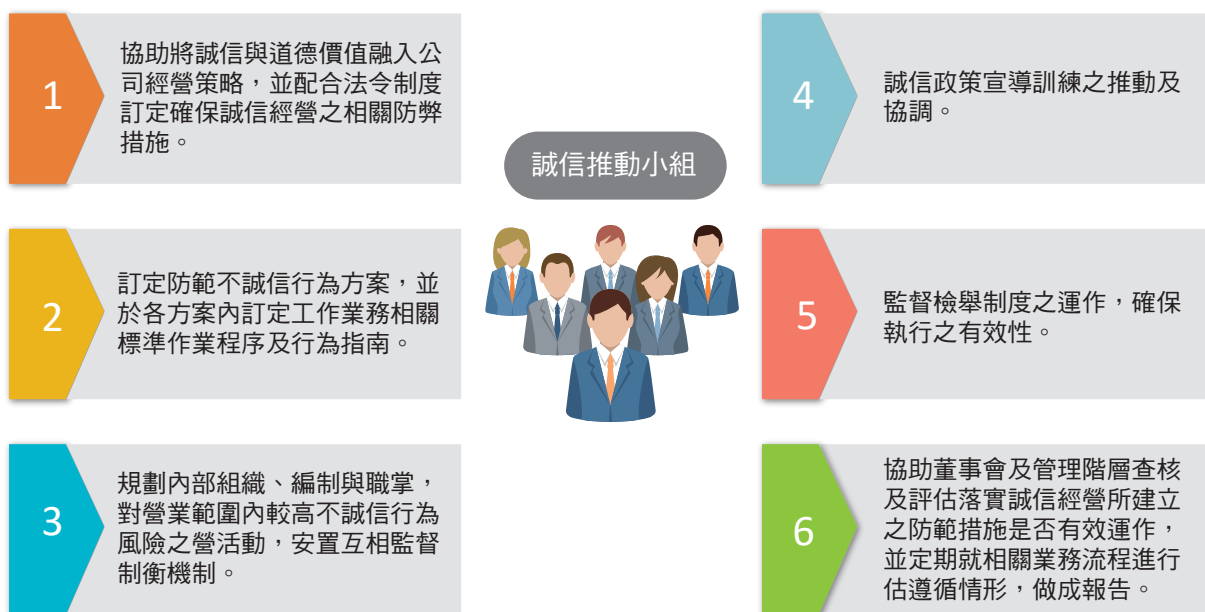 1
協助將誠信與道德價值融入公
司經營策略，並配合法令制度
訂定確保誠信經營之相關防弊
措施。
2
訂定防範不誠信行為方案，並
於各方案內訂定工作業務相關
標準作業程序及行為指南。
3
規劃內部組織、編制與職掌，
對營業範圍內較高不誠信行為
風險之營活動，安置互相監督
制衡機制。
誠信推動小組
4
誠信政策宣導訓練之推動及
協調。
5
監督檢舉制度之運作，確保
執行之有效性。
6
協助董事會及管理階層查核
及評估落實誠信經營所建立
之防範措施是否有效運作，
並定期就相關業務流程進行
估遵循情形，做成報告。